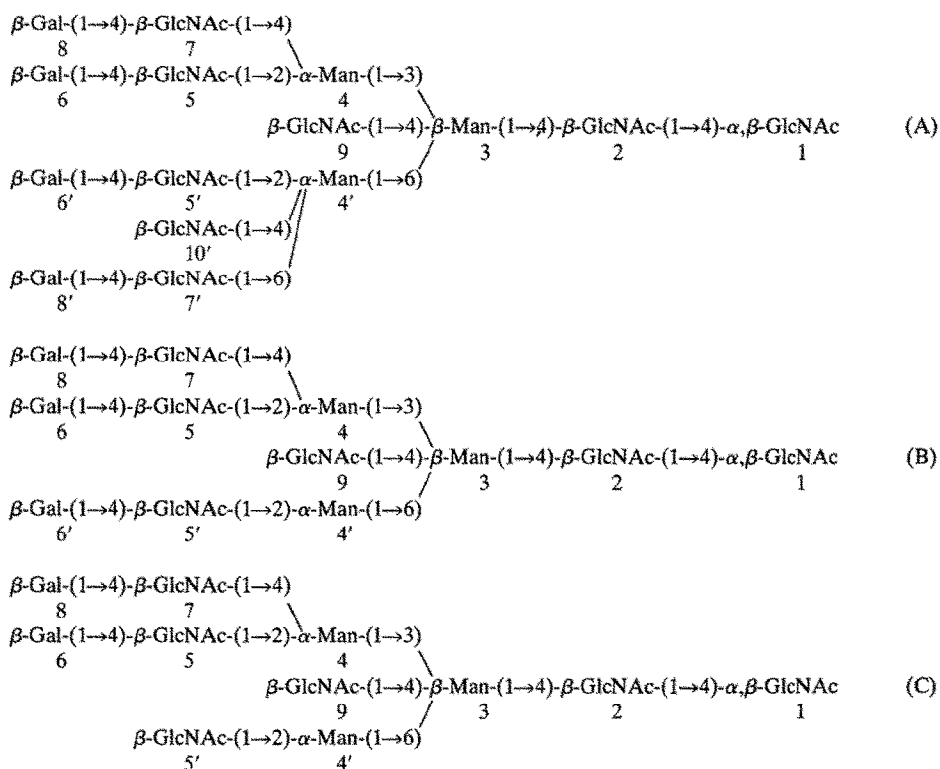 β-Gal-(1→4)-β-GlcNAc-(1→4)
8 7
β-Gal-(1→4)-β-GlcNAc-(1→2)-α-Man-(1→3)
6 5 4
β-GlcNAc-(1→4)-β-Man-(1→4)-β-GlcNAc-(1→4)-α,β-GlcNAc (A)
9 3 2 1
β-Gal-(1→4)-β-GlcNAc-(1→2)-α-Man-(1→6)
6' 5' 4'
β-GlcNAc-(1→4)
10'
β-Gal-(1→4)-β-GlcNAc-(1→6)
8' 7'
β-Gal-(1→4)-β-GlcNAc-(1→4)
8 7
β-Gal-(1→4)-β-GlcNAc-(1→2)-α-Man-(1→3)
6 5 4
β-GlcNAc-(1→4)-β-Man-(1→4)-β-GlcNAc-(1→4)-α,β-GlcNAc (B)
9 3 2 1
β-Gal-(1→4)-β-GlcNAc-(1→2)-α-Man-(1→6)
6' 5' 4'
β-Gal-(1→4)-β-GlcNAc-(1→4)
8 7
β-Gal-(1→4)-β-GlcNAc-(1→2)-α-Man-(1→3)
6 5 4
β-GlcNAc-(1→4)-β-Man-(1→4)-β-GlcNAc-(1→4)-α,β-GlcNAc (C)
9 3 2 1
β-GlcNAc-(1→2)-α-Man-(1→6)
5' 4'